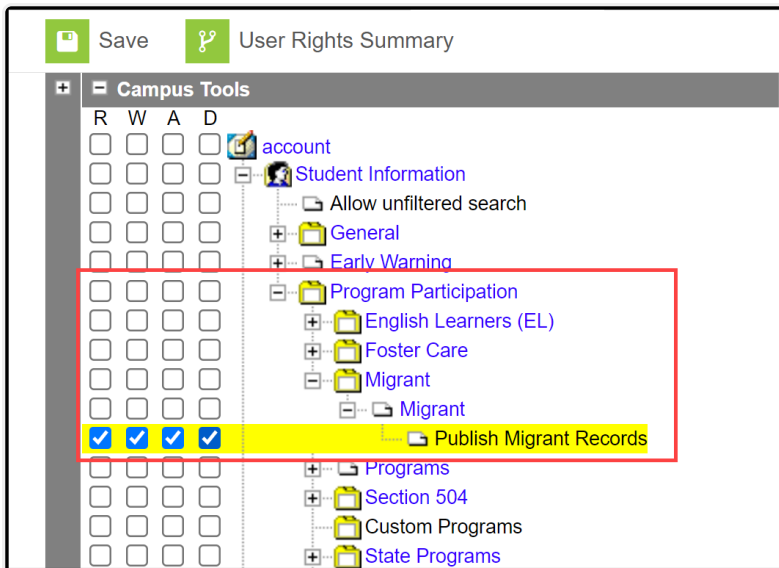 Save User Rights Summary
Campus Tools
R W A D
account
Student Information
Allow unfiltered search
General
Early Warning
Program Participation
English Learners (EL)
Foster Care
Migrant
Migrant
Publish Migrant Records
Programs
Section 504
Custom Programs
State Programs